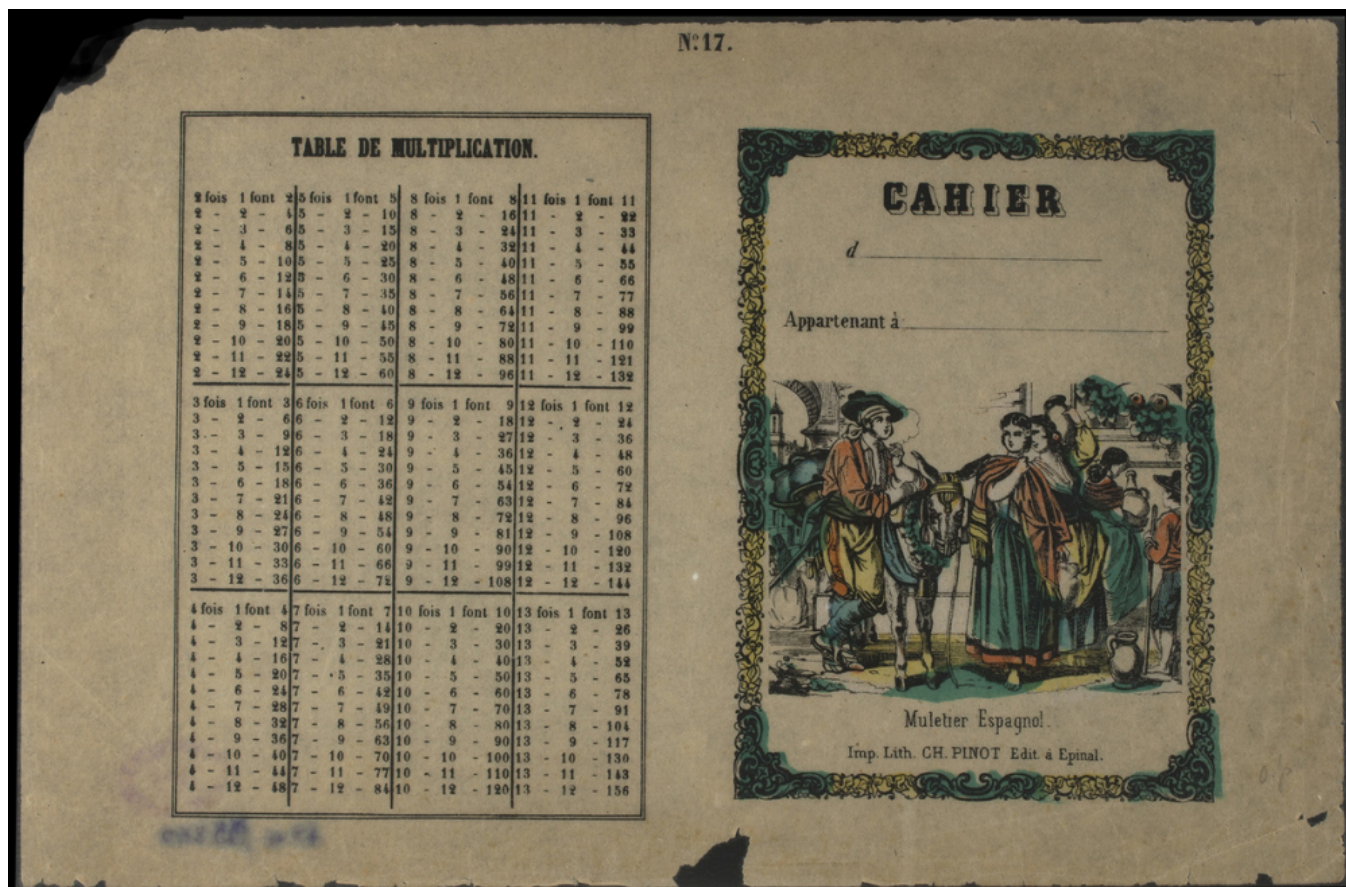 Nº 17.
TABLE DE MULTIPLICATION.
2 fois 1 font 2 5 fois 1 font 5 8 fois 1 font 8 11 fois 1 font 11
2 - 2 - 4 5 - 2 - 10 8 - 2 - 16 11 - 2 - 22
2 - 3 - 6 5 - 3 - 15 8 - 3 - 24 11 - 3 - 33
2 - 4 - 8 5 - 4 - 20 8 - 4 - 32 11 - 4 - 44
2 - 5 - 10 5 - 5 - 25 8 - 5 - 40 11 - 5 - 55
2 - 6 - 12 5 - 6 - 30 8 - 6 - 48 11 - 6 - 66
2 - 7 - 14 5 - 7 - 35 8 - 7 - 56 11 - 7 - 77
2 - 8 - 16 5 - 8 - 40 8 - 8 - 64 11 - 8 - 88
2 - 9 - 18 5 - 9 - 45 8 - 9 - 72 11 - 9 - 99
2 - 10 - 20 5 - 10 - 50 8 - 10 - 80 11 - 10 - 110
2 - 11 - 22 5 - 11 - 55 8 - 11 - 88 11 - 11 - 121
2 - 12 - 24 5 - 12 - 60 8 - 12 - 96 11 - 12 - 132
3 fois 1 font 3 6 fois 1 font 6 9 fois 1 font 9 12 fois 1 font 12
3 - 2 - 6 6 - 2 - 12 9 - 2 - 18 12 - 2 - 24
3 - 3 - 9 6 - 3 - 18 9 - 3 - 27 12 - 3 - 36
3 - 4 - 12 6 - 4 - 24 9 - 4 - 36 12 - 4 - 48
3 - 5 - 15 6 - 5 - 30 9 - 5 - 45 12 - 5 - 60
3 - 6 - 18 6 - 6 - 36 9 - 6 - 54 12 - 6 - 72
3 - 7 - 21 6 - 7 - 42 9 - 7 - 63 12 - 7 - 84
3 - 8 - 24 6 - 8 - 48 9 - 8 - 72 12 - 8 - 96
3 - 9 - 27 6 - 9 - 54 9 - 9 - 81 12 - 9 - 108
3 - 10 - 30 6 - 10 - 60 9 - 10 - 90 12 - 10 - 120
3 - 11 - 33 6 - 11 - 66 9 - 11 - 99 12 - 11 - 132
3 - 12 - 36 6 - 12 - 72 9 - 12 - 108 12 - 12 - 144
4 fois 1 font 4 7 fois 1 font 7 10 fois 1 font 10 13 fois 1 font 13
4 - 2 - 8 7 - 2 - 14 10 - 2 - 20 13 - 2 - 26
4 - 3 - 12 7 - 3 - 21 10 - 3 - 30 13 - 3 - 39
4 - 4 - 16 7 - 4 - 28 10 - 4 - 40 13 - 4 - 52
4 - 5 - 20 7 - 5 - 35 10 - 5 - 50 13 - 5 - 65
4 - 6 - 24 7 - 6 - 42 10 - 6 - 60 13 - 6 - 78
4 - 7 - 28 7 - 7 - 49 10 - 7 - 70 13 - 7 - 91
4 - 8 - 32 7 - 8 - 56 10 - 8 - 80 13 - 8 - 104
4 - 9 - 36 7 - 9 - 63 10 - 9 - 90 13 - 9 - 117
4 - 10 - 40 7 - 10 - 70 10 - 10 - 100 13 - 10 - 130
4 - 11 - 44 7 - 11 - 77 10 - 11 - 110 13 - 11 - 143
4 - 12 - 48 7 - 12 - 84 10 - 12 - 120 13 - 12 - 156
CAHIER
d
Appartenant à
Muletier Espagnol.
Imp. Lith. CH. PINOT Edit. à Epinal.